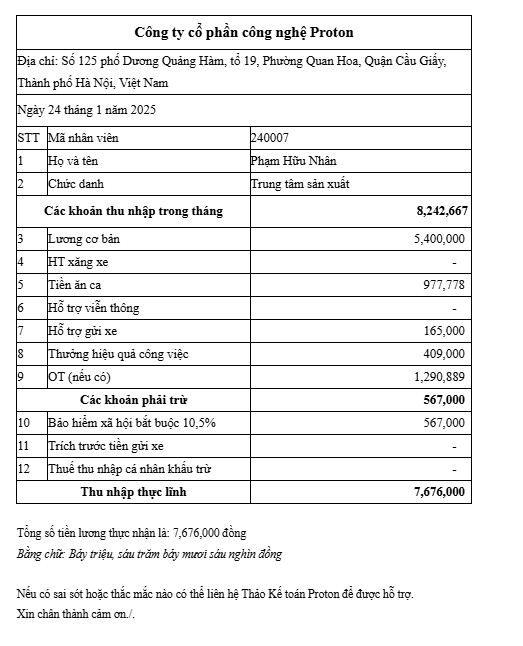 Công ty cổ phần công nghệ Proton
Địa chỉ: Số 125 phố Dương Quảng Hàm, tổ 19, Phường Quan Hoa, Quận Cầu Giấy,
Thành phố Hà Nội, Việt Nam
Ngày 24 tháng 1 năm 2025
STT Mã nhân viên 240007
1 Họ và tên Phạm Hữu Nhân
2 Chức danh Trung tâm sản xuất
Các khoản thu nhập trong tháng 8,242,667
3 Lương cơ bản 5,400,000
4 HT xăng xe -
5 Tiền ăn ca 977,778
6 Hỗ trợ viễn thông -
7 Hỗ trợ gửi xe 165,000
8 Thưởng hiệu quả công việc 409,000
9 OT (nếu có) 1,290,889
Các khoản phải trừ 567,000
10 Bảo hiểm xã hội bắt buộc 10,5% 567,000
11 Trích trước tiền gửi xe -
12 Thuế thu nhập cá nhân khấu trừ -
Thu nhập thực lĩnh 7,676,000
Tổng số tiền lương thực nhận là: 7,676,000 đồng
Bằng chữ: Bảy triệu, sáu trăm bảy mươi sáu nghìn đồng
Nếu có sai sót hoặc thắc mắc nào có thể liên hệ Thảo Kế toán Proton để được hỗ trợ.
Xin chân thành cảm ơn./.